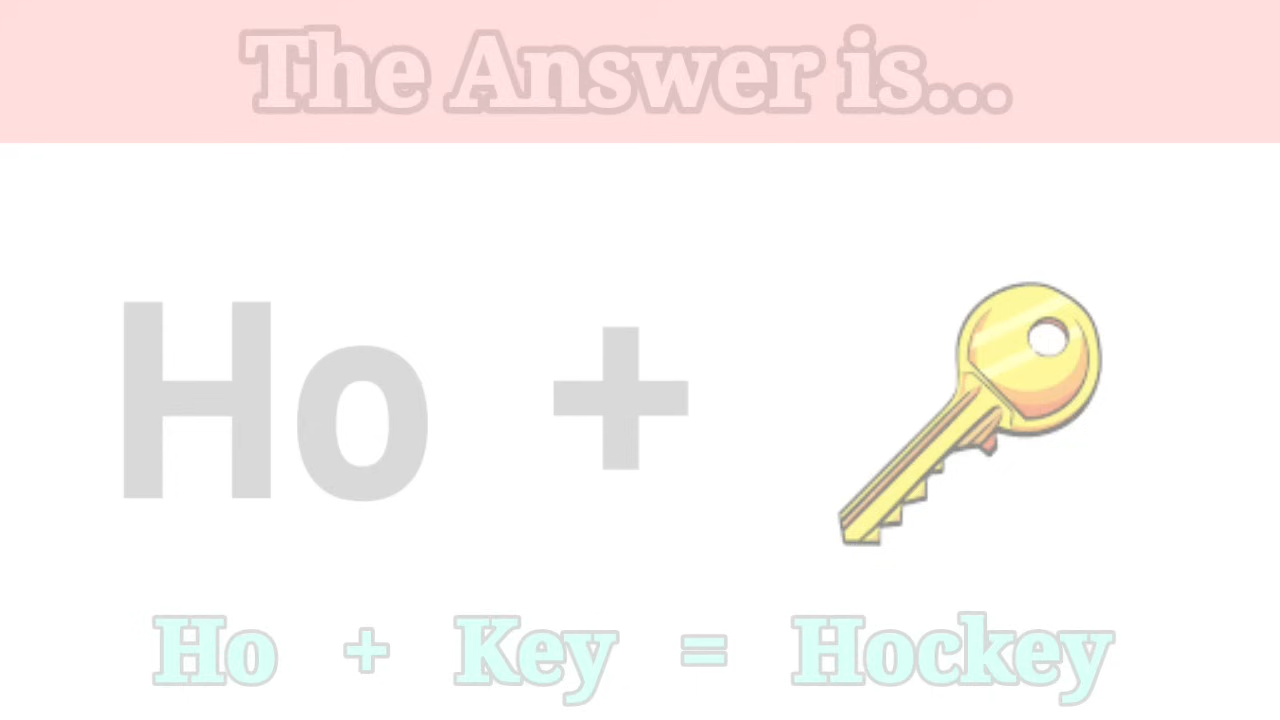 The Answer is...
Ho +
Ho + Key = Hockey